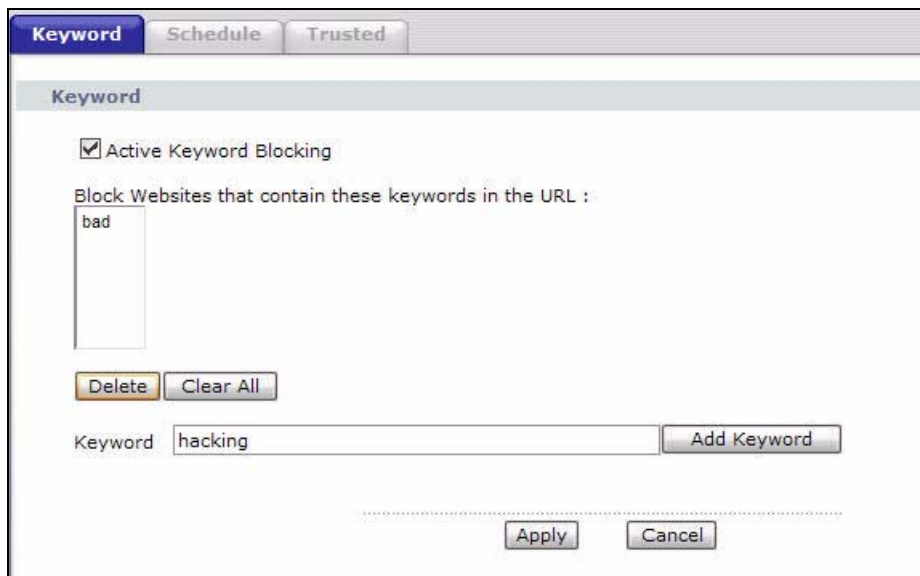 Keyword Schedule Trusted
Keyword
Active Keyword Blocking
Block Websites that contain these keywords in the URL :
bad
Delete Clear All
Keyword hacking Add Keyword
Apply Cancel